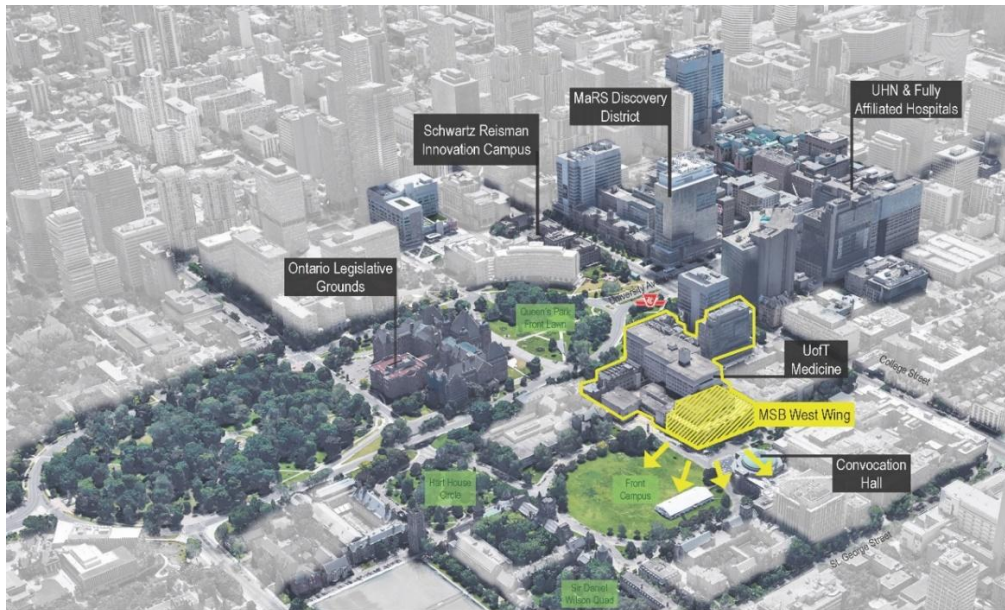 UHN & Fully
Affiliated Hospitals
MaRS Discovery
District
Schwartz Reisman
Innovation Campus
Ontario Legislative
Grounds
University Av
Queen's Park
Front Lawn
UofT
Medicine
College Street
MSB West Wing
Convocation
Hall
Hart House
Circle
Front
Campus
St. George Street
Sir Daniel
Wilson Quad